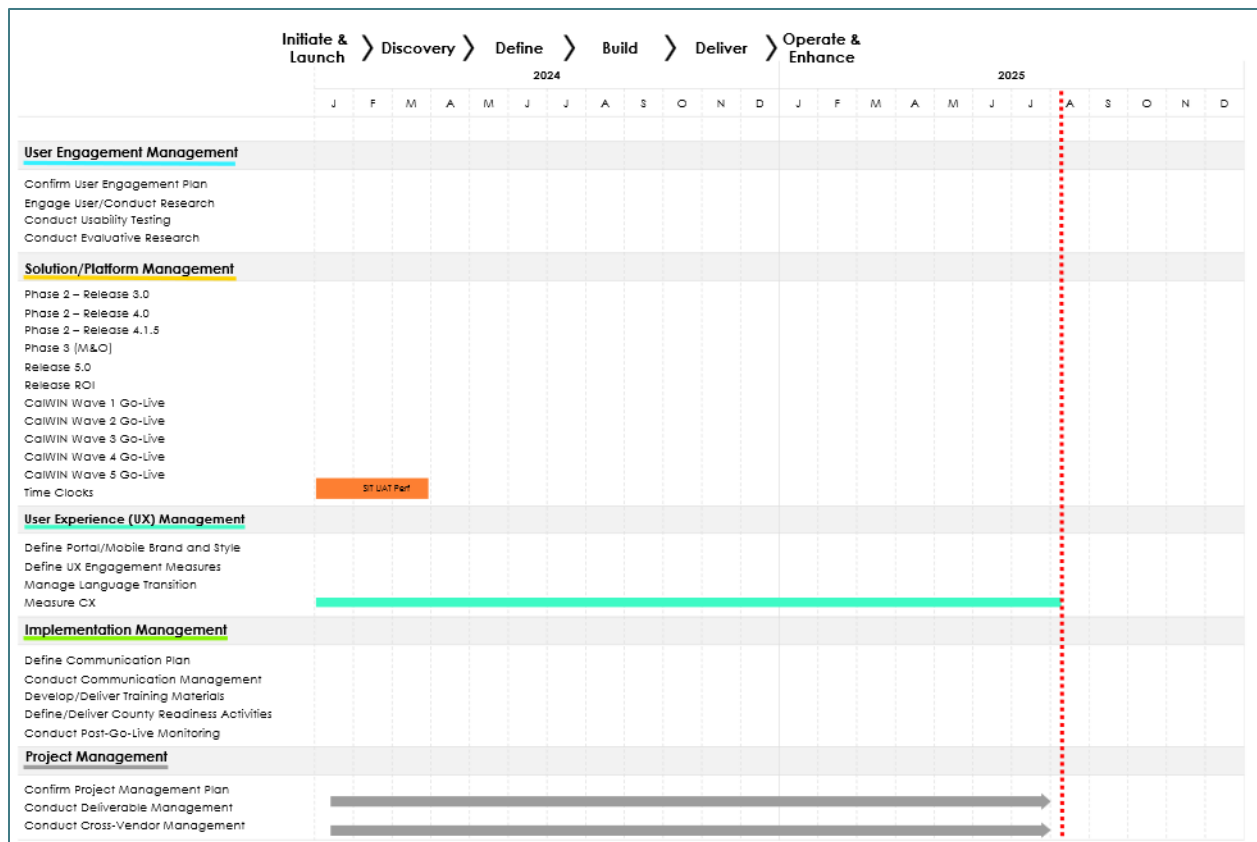 Initiate & Launch
Discovery
Define
Build
Deliver
Operate & Enhance
2024
2025
J F M A M J J A S O N D J F M A M J J A S O N D
User Engagement Management
Confirm User Engagement Plan
Engage User/Conduct Research
Conduct Usability Testing
Conduct Evaluative Research
Solution/Platform Management
Phase 2 – Release 3.0
Phase 2 – Release 4.0
Phase 2 – Release 4.1.5
Phase 3 (M&O)
Release 5.0
Release ROI
CalWIN Wave 1 Go-Live
CalWIN Wave 2 Go-Live
CalWIN Wave 3 Go-Live
CalWIN Wave 4 Go-Live
CalWIN Wave 5 Go-Live
Time Clocks
SIT UAT Perf
User Experience (UX) Management
Define Portal/Mobile Brand and Style
Define UX Engagement Measures
Manage Language Transition
Measure CX
Implementation Management
Define Communication Plan
Conduct Communication Management
Develop/Deliver Training Materials
Define/Deliver County Readiness Activities
Conduct Post-Go-Live Monitoring
Project Management
Confirm Project Management Plan
Conduct Deliverable Management
Conduct Cross-Vendor Management